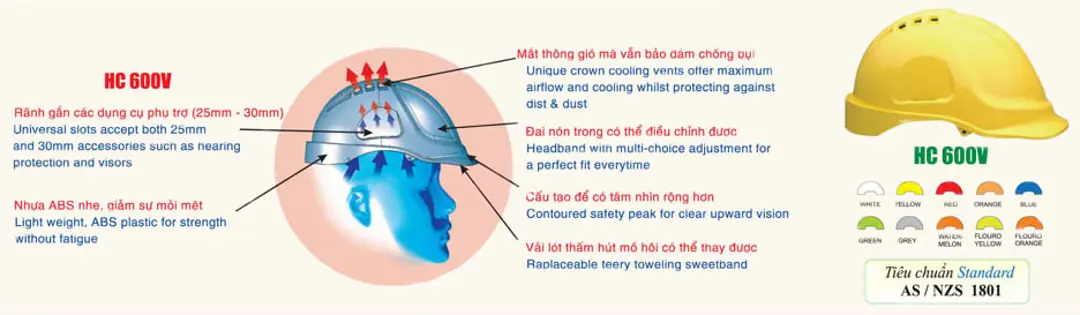 HC 600V
Rãnh gắn các dụng cụ phụ trợ (25mm - 30mm)
Universal slots accept both 25mm
and 30mm accessories such as nearing
protection and visors
Nhựa ABS nhẹ, giảm sự mỏi mệt
Light weight, ABS plastic for strength
without fatigue
Mắt thông gió mà vẫn bảo đảm chống bụi
Unique crown cooling vents offer maximum
airflow and cooling whilst protecting against
dist & dust
Đai nón trong có thể điều chỉnh được
Headband with multi-choice adjustment for
a perfect fit everytime
Cấu tạo để có tầm nhìn rộng hơn
Contoured safety peak for clear upward vision
Vải lót thấm hút mồ hôi có thể thay được
Raplaceable teery toweling sweetband
HC 600V
WHITE YELLOW RED ORANGE BLUE
GREEN GREY WATER-MELON FLOURO YELLOW FLOURO ORANGE
Tiêu chuẩn Standard
AS / NZS 1801